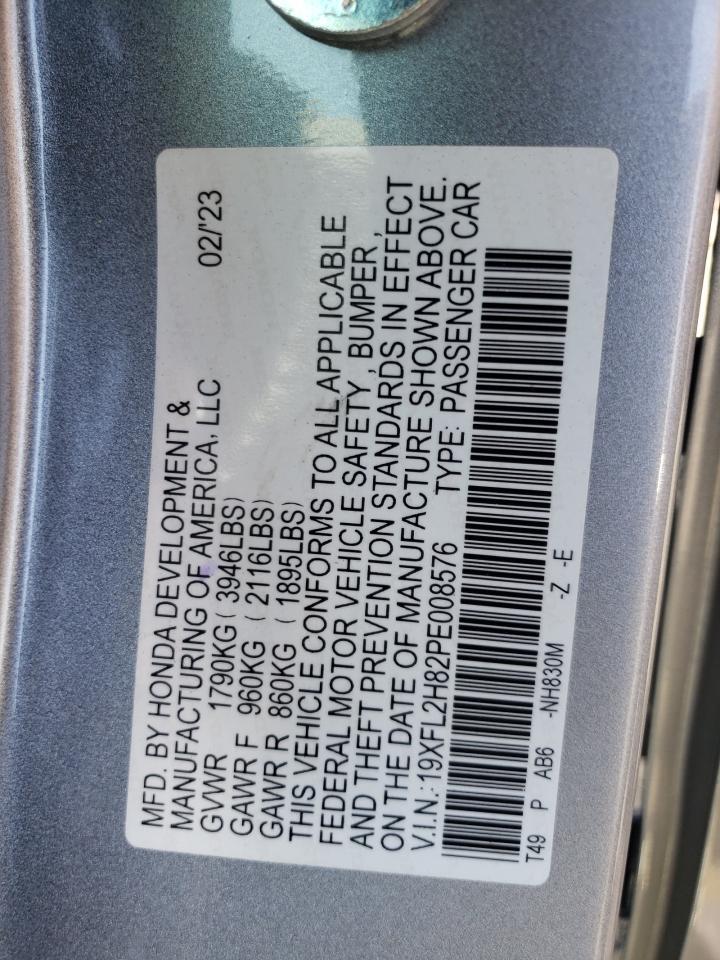 MFD. BY HONDA DEVELOPMENT &
MANUFACTURING OF AMERICA, LLC 02/'23
GVWR 1790KG ( 3946LBS)
GAWR F 960KG ( 2116LBS)
GAWR R 860KG ( 1895LBS)
THIS VEHICLE CONFORMS TO ALL APPLICABLE
FEDERAL MOTOR VEHICLE SAFETY , BUMPER ,
AND THEFT PREVENTION STANDARDS IN EFFECT
ON THE DATE OF MANUFACTURE SHOWN ABOVE.
V.I.N.: 19XFL2H82PE008576 TYPE: PASSENGER CAR
T49 P AB6 -NH830M -Z -E